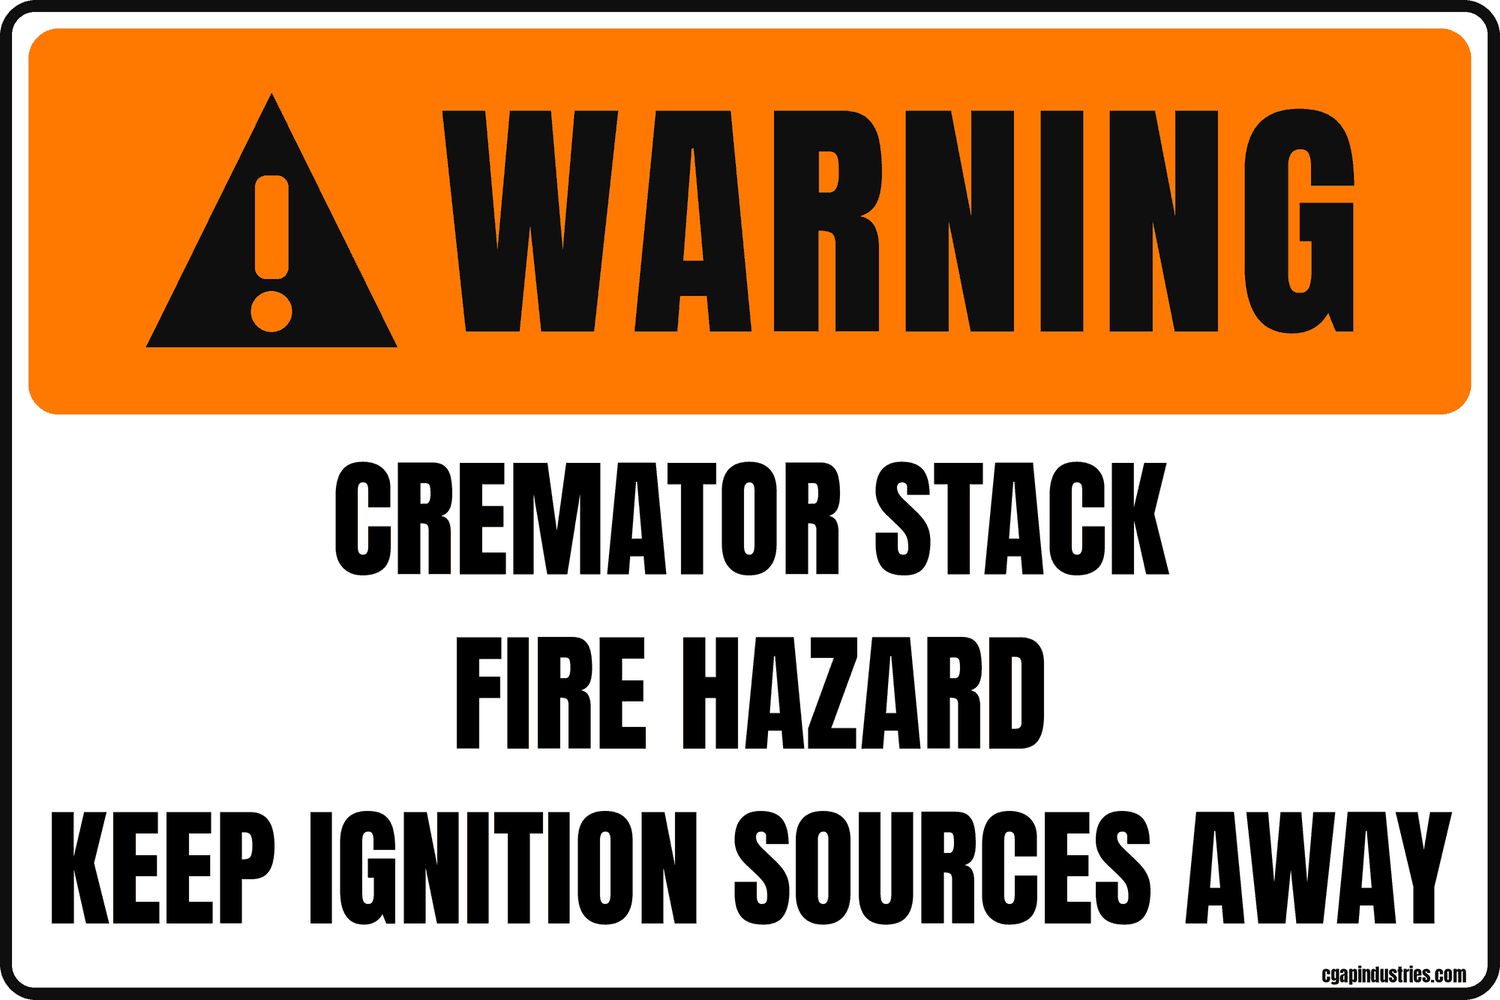 WARNING
CREMATOR STACK
FIRE HAZARD
KEEP IGNITION SOURCES AWAY
cgapindustries.com